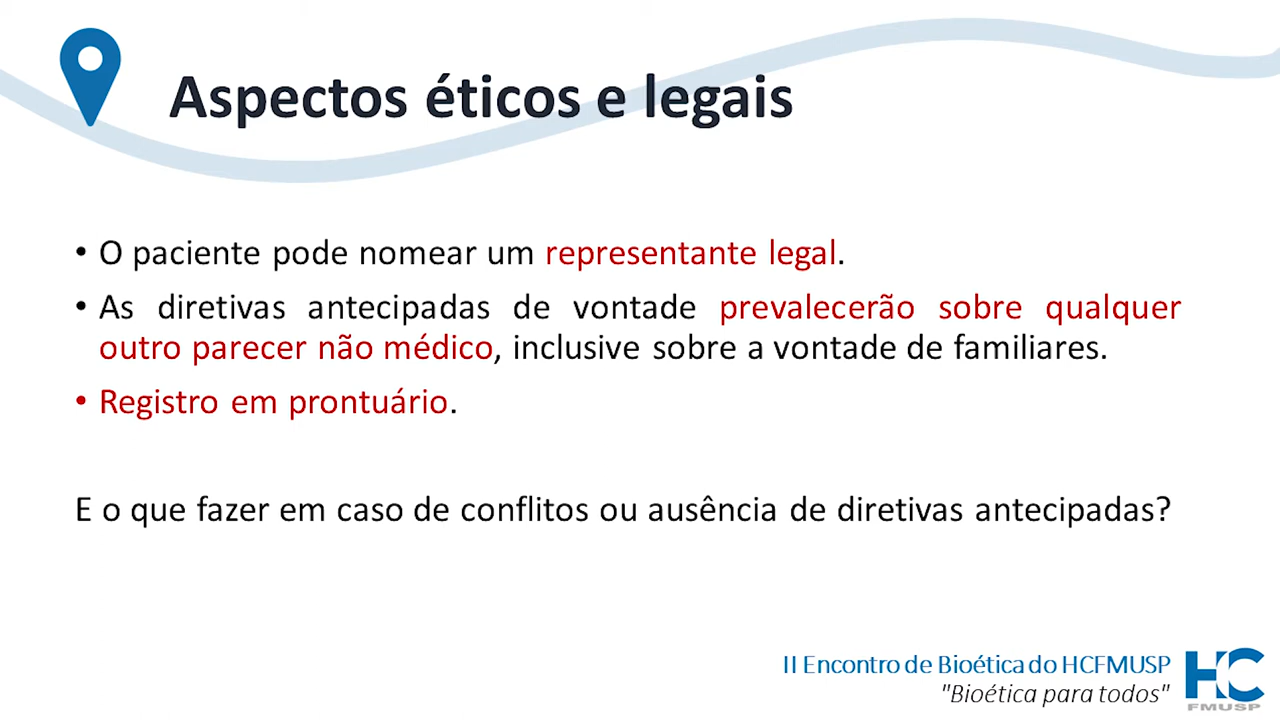 Aspectos éticos e legais
• O paciente pode nomear um representante legal.
• As diretivas antecipadas de vontade prevalecerão sobre qualquer
outro parecer não médico, inclusive sobre a vontade de familiares.
• Registro em prontuário.
E o que fazer em caso de conflitos ou ausência de diretivas antecipadas?
II Encontro de Bioética do HCFMUSP
"Bioética para todos"
HC
FMUSP